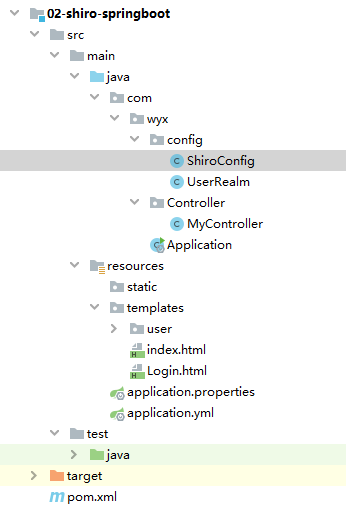 02-shiro-springboot
src
main
java
com
wyx
config
ShiroConfig
UserRealm
Controller
MyController
Application
resources
static
templates
user
index.html
Login.html
application.properties
application.yml
test
java
target
pom.xml